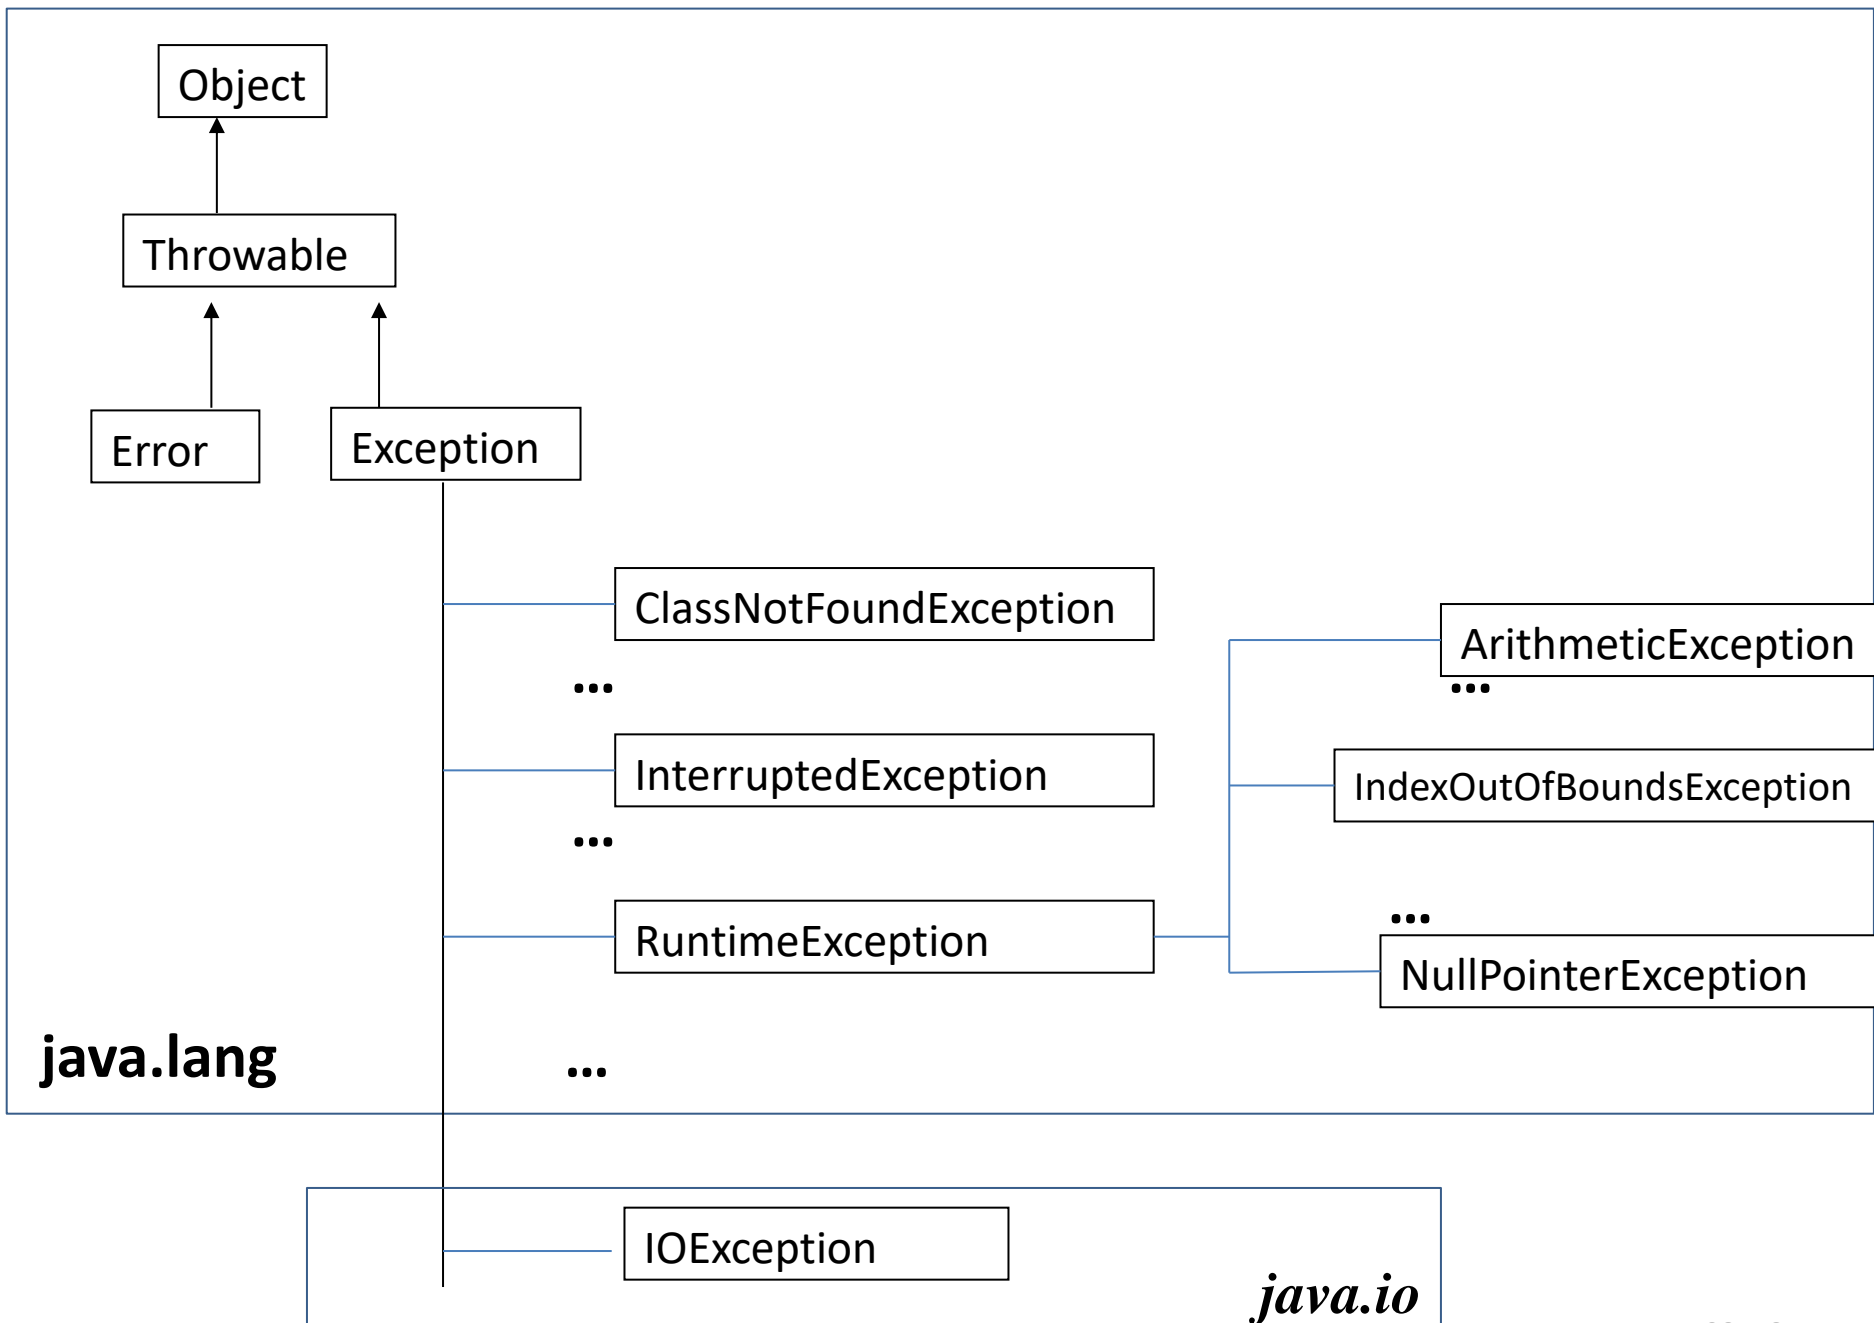 Object
Throwable
Error
Exception
ClassNotFoundException
...
InterruptedException
...
RuntimeException
ArithmeticException
...
IndexOutOfBoundsException
...
NullPointerException
java.lang
...
IOException
java.io